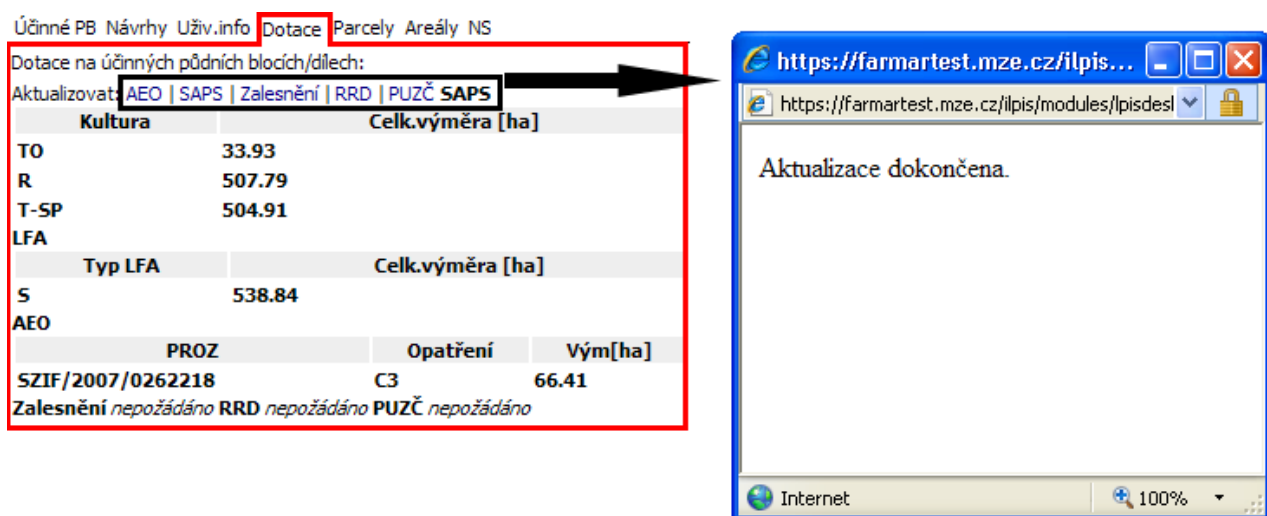 Účinné PB Návrhy Uživ.info Dotace Parcely Areály NS
Dotace na účinných půdních blocích/dílech:
Aktualizovat: AEO | SAPS | Zalesnění | RRD | PUZČ SAPS
Kultura Celk.výměra [ha]
TO 33.93
R 507.79
T-SP 504.91
LFA
Typ LFA Celk.výměra [ha]
S 538.84
AEO
PROZ Opatření Vým[ha]
SZIF/2007/0262218 C3 66.41
Zalesnění nepožádáno RRD nepožádáno PUZČ nepožádáno
https://farmartest.mze.cz/ilpis...
https://farmartest.mze.cz/ilpis/modules/lpisdesl
Aktualizace dokončena.
Internet 100%